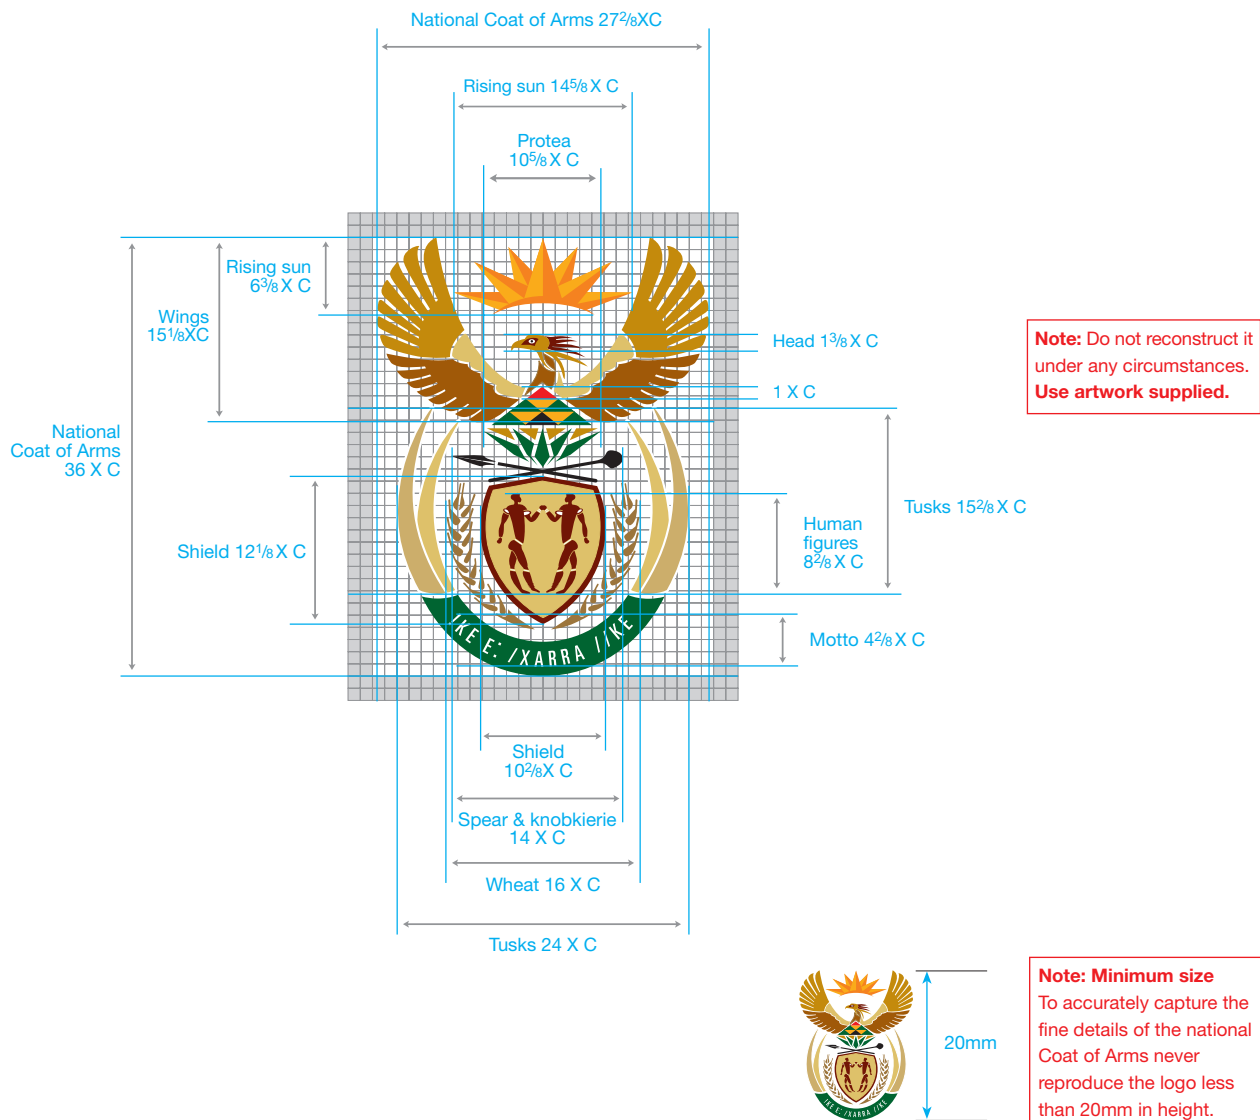 National Coat of Arms 27²/₈XC
Rising sun 14⁵/₈ X C
Protea
10⁵/₈ X C
Rising sun
6³/₈ X C
Wings
15¹/₈XC
Head 1³/₈ X C
1 X C
Note: Do not reconstruct it
under any circumstances.
Use artwork supplied.
National
Coat of Arms
36 X C
Tusks 15²/₈ X C
Human
figures
8²/₈ X C
Shield 12¹/₈ X C
Motto 4²/₈ X C
!KE E: /XARRA //KE
Shield
10²/₈X C
Spear & knobkierie
14 X C
Wheat 16 X C
Tusks 24 X C
20mm
!KE E: /XARRA //KE
Note: Minimum size
To accurately capture the
fine details of the national
Coat of Arms never
reproduce the logo less
than 20mm in height.